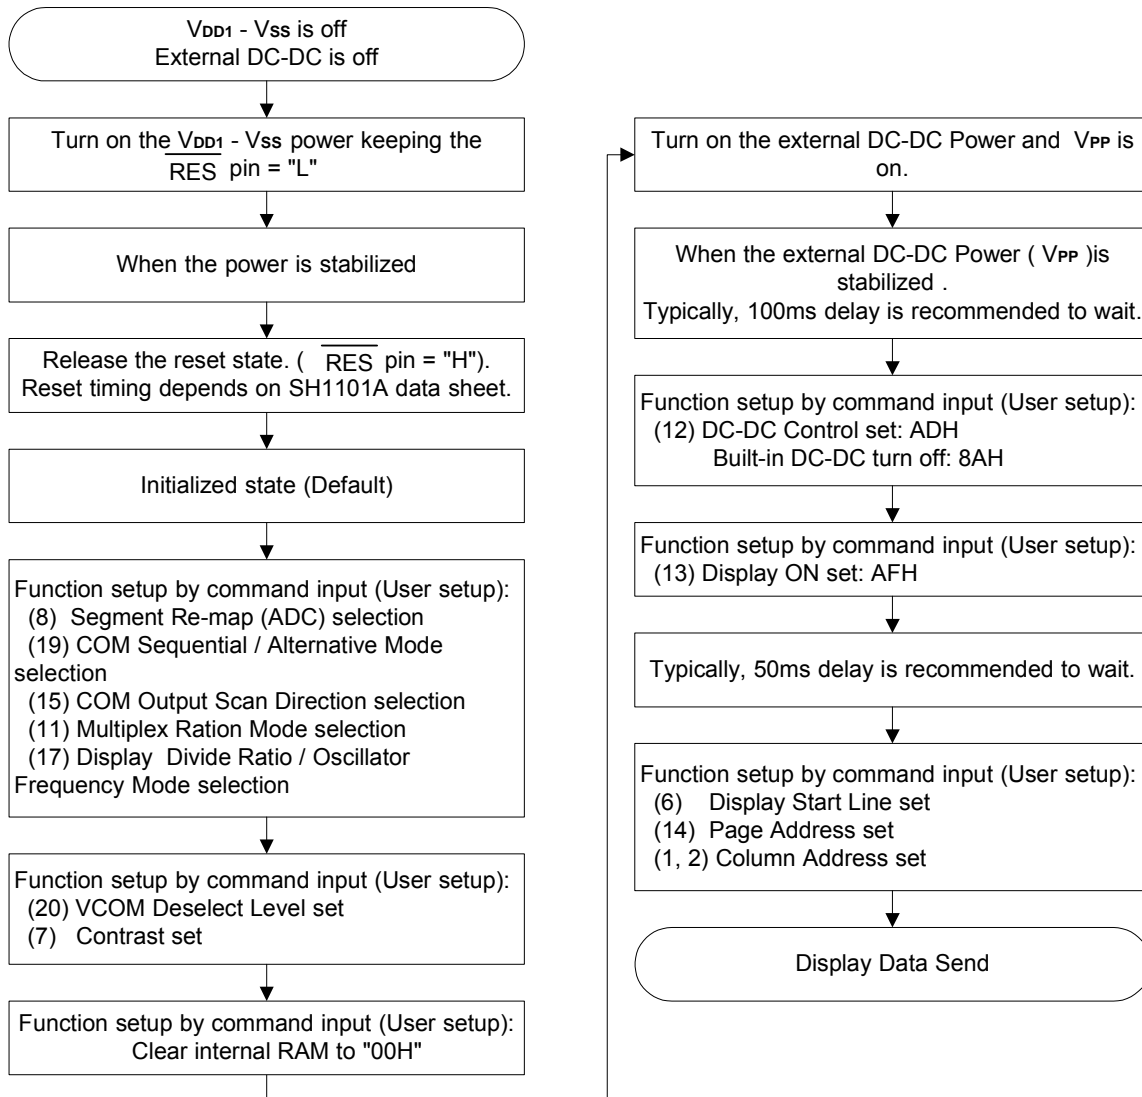 VDD1 - VSS is off
External DC-DC is off
Turn on the VDD1 - VSS power keeping the
RES pin = "L"
When the power is stabilized
Release the reset state. ( RES pin = "H").
Reset timing depends on SH1101A data sheet.
Initialized state (Default)
Function setup by command input (User setup):
(8) Segment Re-map (ADC) selection
(19) COM Sequential / Alternative Mode
selection
(15) COM Output Scan Direction selection
(11) Multiplex Ration Mode selection
(17) Display Divide Ratio / Oscillator
Frequency Mode selection
Function setup by command input (User setup):
(20) VCOM Deselect Level set
(7) Contrast set
Function setup by command input (User setup):
Clear internal RAM to "00H"
Turn on the external DC-DC Power and VPP is
on.
When the external DC-DC Power ( VPP )is
stabilized .
Typically, 100ms delay is recommended to wait.
Function setup by command input (User setup):
(12) DC-DC Control set: ADH
Built-in DC-DC turn off: 8AH
Function setup by command input (User setup):
(13) Display ON set: AFH
Typically, 50ms delay is recommended to wait.
Function setup by command input (User setup):
(6) Display Start Line set
(14) Page Address set
(1, 2) Column Address set
Display Data Send